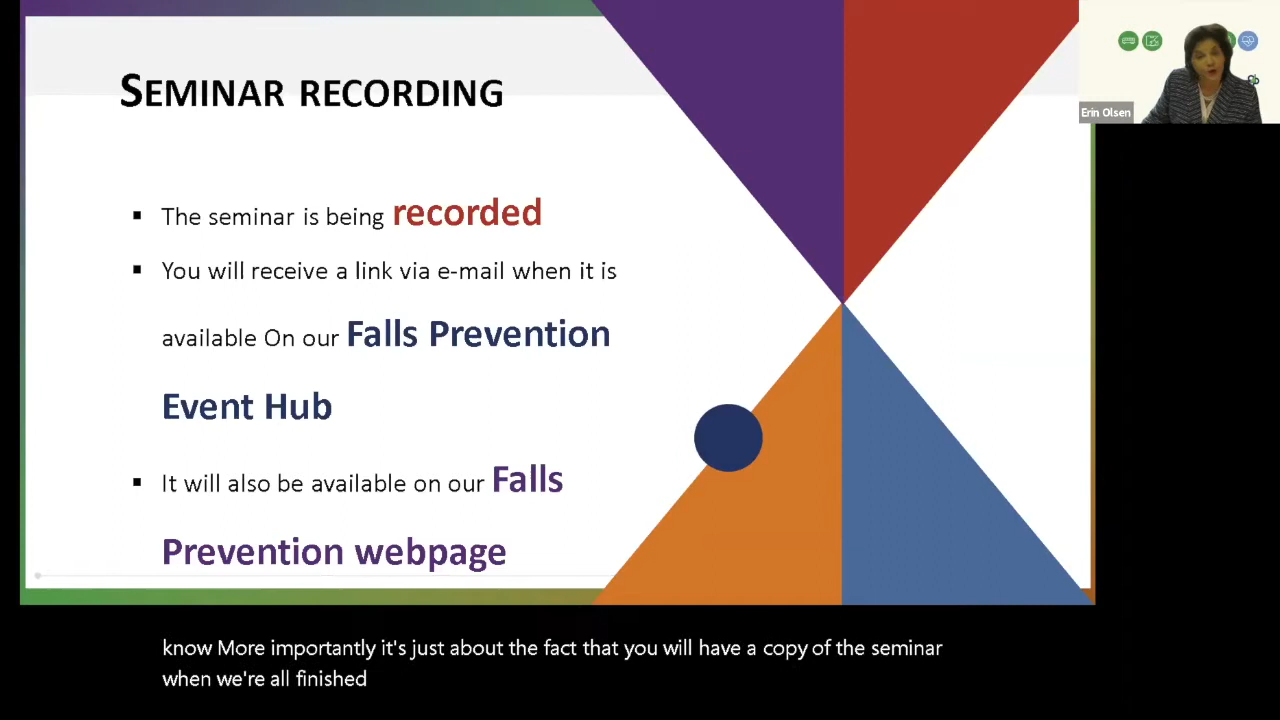 SEMINAR RECORDING
▪ The seminar is being recorded
▪ You will receive a link via e-mail when it is
available On our Falls Prevention
Event Hub
▪ It will also be available on our Falls
Prevention webpage
Erin Olsen
know More importantly it's just about the fact that you will have a copy of the seminar
when we're all finished